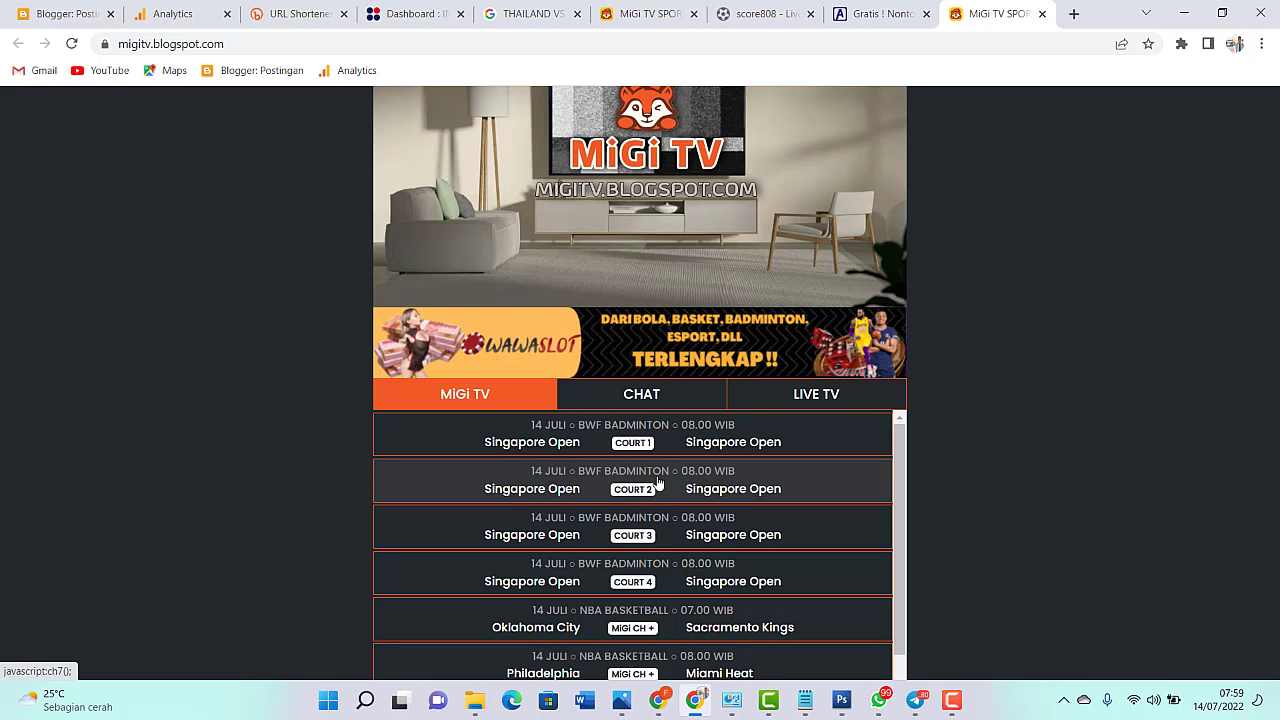 Blogger: Posti
Analytics
URL Shortene
Dashboard : I
THAILAND VS
MiGi TV SPOR
score808 - Liv
Gratis ! Nonto
MiGi TV SPOR
migitv.blogspot.com
Gmail
YouTube
Maps
Blogger: Postingan
Analytics
MiGi TV
MIGITV.BLOGSPOT.COM
WAWASLOT
DARI BOLA, BASKET, BADMINTON,
ESPORT, DLL
TERLENGKAP !!
MiGi TV
CHAT
LIVE TV
14 JULI ○ BWF BADMINTON ○ 08.00 WIB
Singapore Open COURT 1 Singapore Open
14 JULI ○ BWF BADMINTON ○ 08.00 WIB
Singapore Open COURT 2 Singapore Open
14 JULI ○ BWF BADMINTON ○ 08.00 WIB
Singapore Open COURT 3 Singapore Open
14 JULI ○ BWF BADMINTON ○ 08.00 WIB
Singapore Open COURT 4 Singapore Open
14 JULI ○ NBA BASKETBALL ○ 07.00 WIB
Oklahoma City MiGi CH + Sacramento Kings
14 JULI ○ NBA BASKETBALL ○ 08.00 WIB
Philadelphia MiGi CH + Miami Heat
javascript:ch7();
25°C
Sebagian cerah
99
80
07:59
14/07/2022